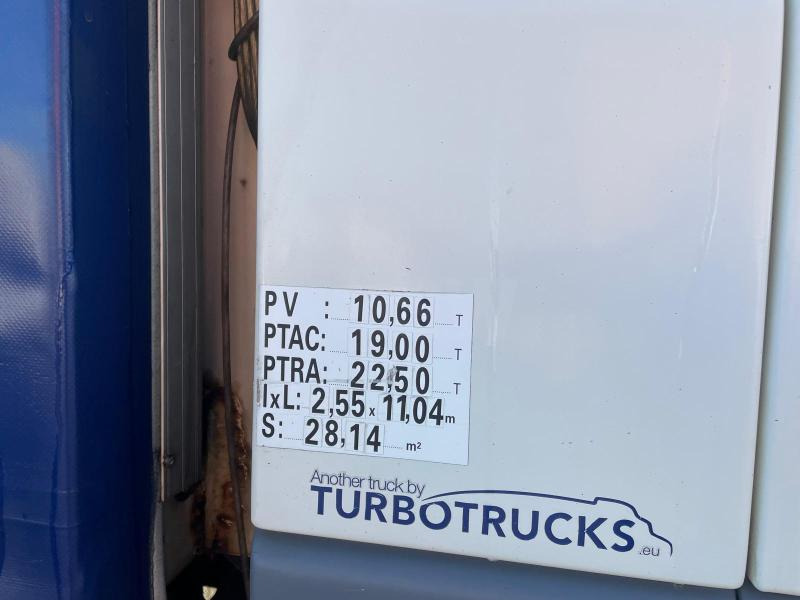 PV : 10,66 T
PTAC: 19,00 T
PTRA: 22,50 T
lxL: 2,55 x 11,04 m
S: 28,14 m²
Another truck by
TURBOTRUCKS.eu